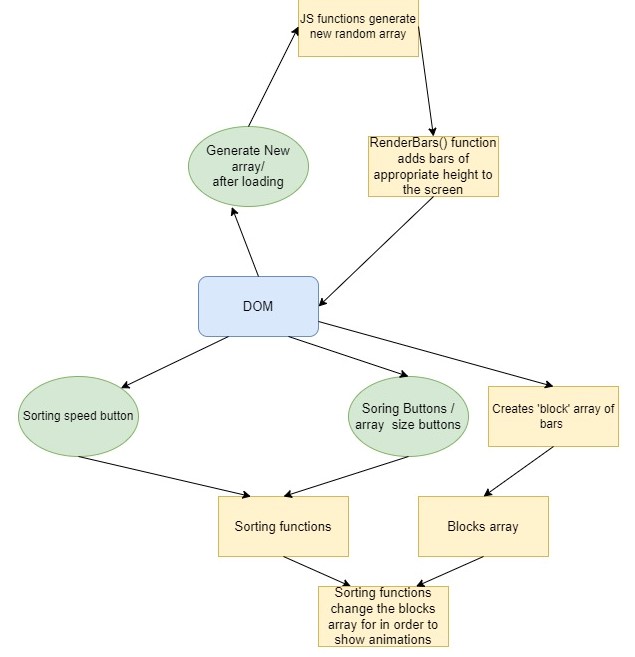 JS functions generate
new random array
Generate New
array/
after loading
RenderBars() function
adds bars of
appropriate height to
the screen
DOM
Sorting speed button
Soring Buttons /
array size buttons
Creates 'block' array of
bars
Sorting functions
Blocks array
Sorting functions
change the blocks
array for in order to
show animations